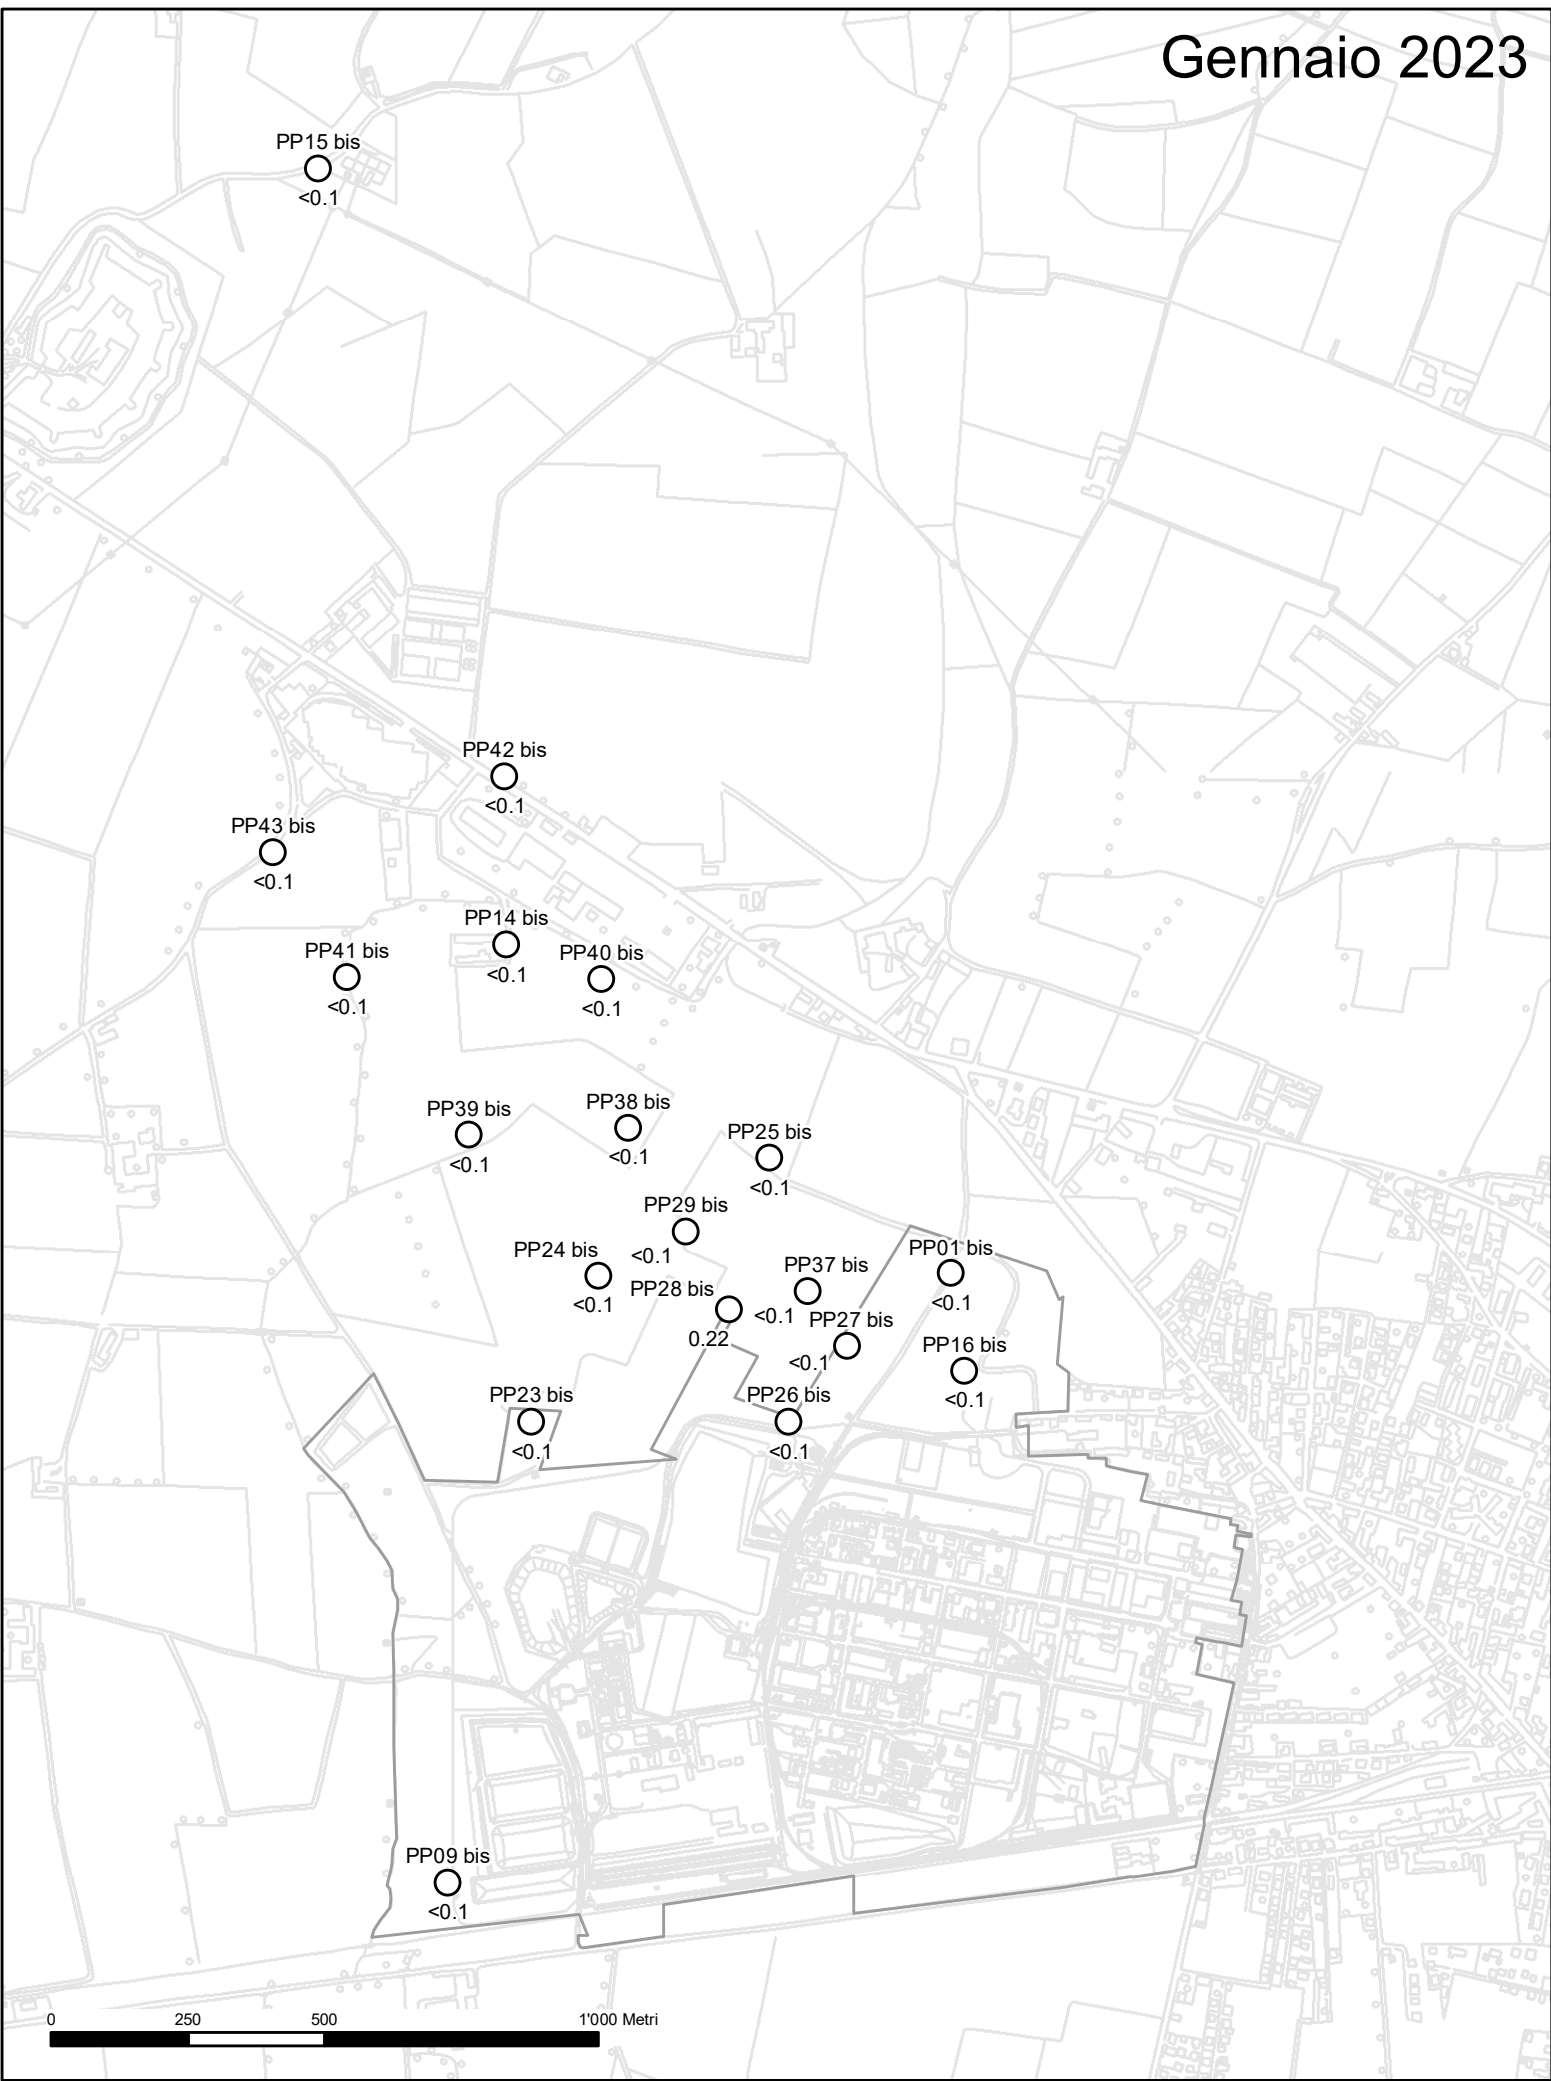 Gennaio 2023
PP15 bis
<0.1
PP42 bis
<0.1
PP43 bis
<0.1
PP14 bis
<0.1
PP40 bis
<0.1
PP41 bis
<0.1
PP38 bis
<0.1
PP39 bis
<0.1
PP25 bis
<0.1
PP29 bis
<0.1
PP24 bis
<0.1
PP01 bis
<0.1
PP37 bis
<0.1
PP28 bis
0.22
PP27 bis
<0.1
PP16 bis
<0.1
PP23 bis
<0.1
PP26 bis
<0.1
PP09 bis
<0.1
0 250 500 1'000 Metri